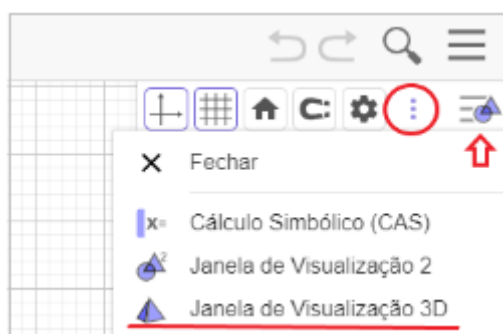 Fechar
Cálculo Simbólico (CAS)
Janela de Visualização 2
Janela de Visualização 3D